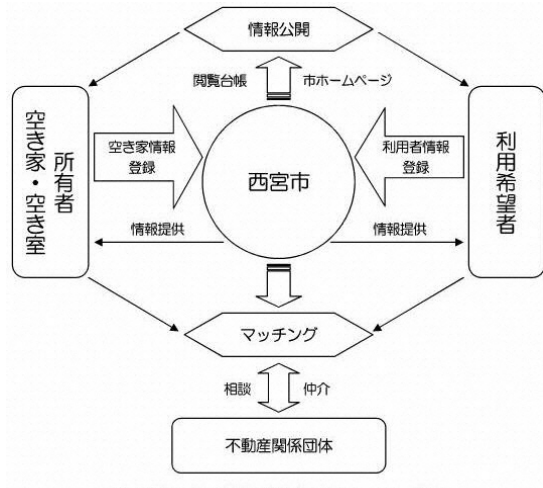 情報公開
閲覧台帳
市ホームページ
空き家・空き室
所有者
空き家情報
登録
西宮市
利用者情報
登録
利用希望者
情報提供
情報提供
マッチング
相談
仲介
不動産関係団体